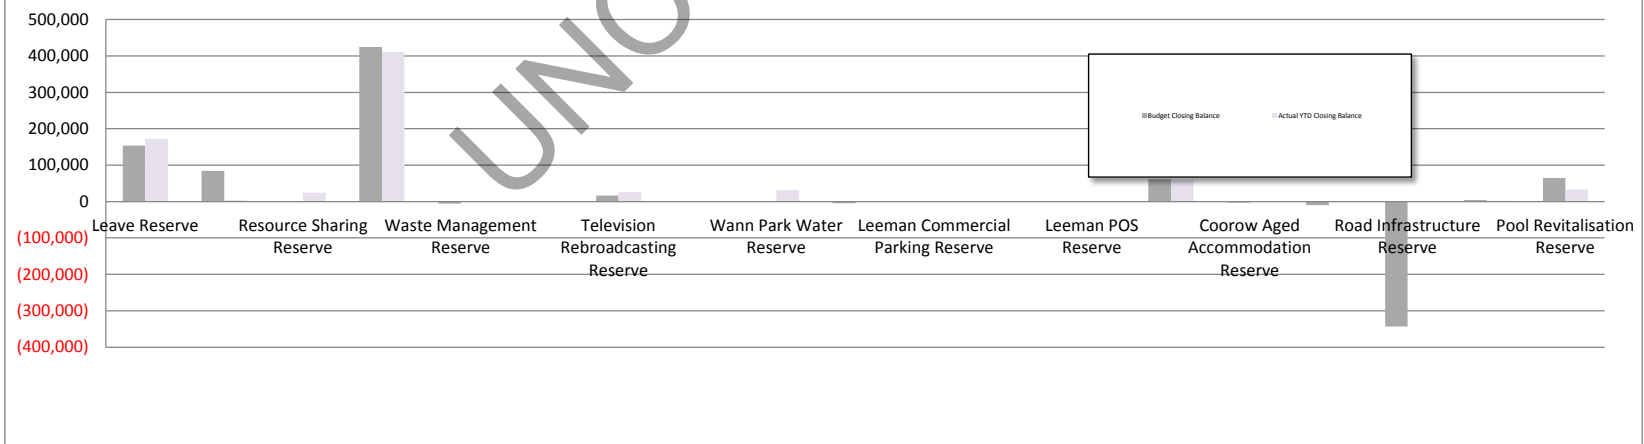 500,000
400,000
300,000
200,000
100,000
0
(100,000)
(200,000)
(300,000)
(400,000)
UNO
Budget Closing Balance Actual YTD Closing Balance
Leave Reserve
Resource Sharing
Reserve
Waste Management
Reserve
Television
Rebroadcasting
Reserve
Wann Park Water
Reserve
Leeman Commercial
Parking Reserve
Leeman POS
Reserve
Coorow Aged
Accommodation
Reserve
Road Infrastructure
Reserve
Pool Revitalisation
Reserve